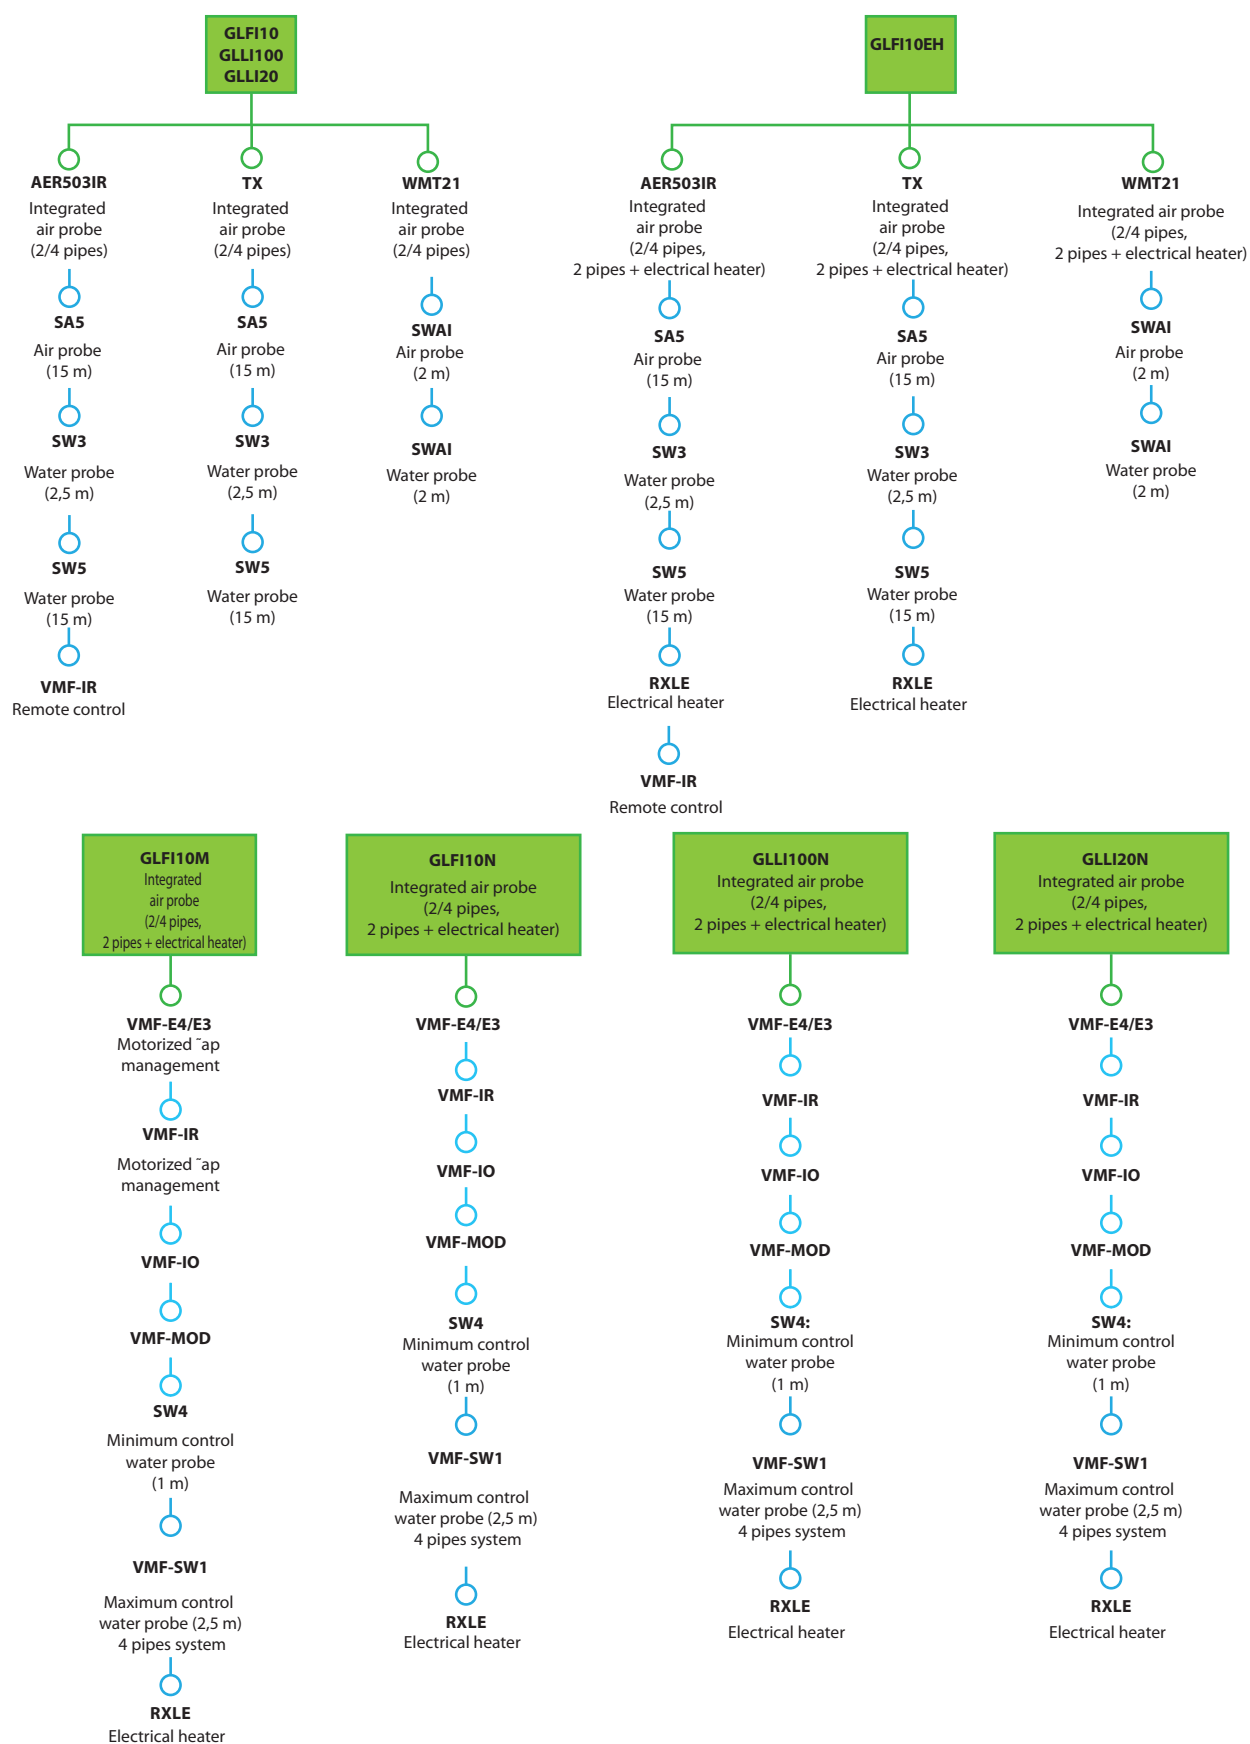 GLFI10
GLLI100
GLLI20
AER503IR
Integrated
air probe
(2/4 pipes)
SA5
Air probe
(15 m)
SW3
Water probe
(2,5 m)
SW5
Water probe
(15 m)
VMF-IR
Remote control
TX
Integrated
air probe
(2/4 pipes)
SA5
Air probe
(15 m)
SW3
Water probe
(2,5 m)
SW5
Water probe
(15 m)
WMT21
Integrated
air probe
(2/4 pipes)
SWAI
Air probe
(2 m)
SWAI
Water probe
(2 m)
GLFI10EH
AER503IR
Integrated
air probe
(2/4 pipes,
2 pipes + electrical heater)
SA5
Air probe
(15 m)
SW3
Water probe
(2,5 m)
SW5
Water probe
(15 m)
RXLE
Electrical heater
VMF-IR
Remote control
TX
Integrated
air probe
(2/4 pipes,
2 pipes + electrical heater)
SA5
Air probe
(15 m)
SW3
Water probe
(2,5 m)
SW5
Water probe
(15 m)
RXLE
Electrical heater
WMT21
Integrated air probe
(2/4 pipes,
2 pipes + electrical heater)
SWAI
Air probe
(2 m)
SWAI
Water probe
(2 m)
GLFI10M
Integrated
air probe
(2/4 pipes,
2 pipes + electrical heater)
VMF-E4/E3
Motorized ˜ap
management
VMF-IR
Motorized ˜ap
management
VMF-IO
VMF-MOD
SW4
Minimum control
water probe
(1 m)
VMF-SW1
Maximum control
water probe (2,5 m)
4 pipes system
RXLE
Electrical heater
GLFI10N
Integrated air probe
(2/4 pipes,
2 pipes + electrical heater)
VMF-E4/E3
VMF-IR
VMF-IO
VMF-MOD
SW4
Minimum control
water probe
(1 m)
VMF-SW1
Maximum control
water probe (2,5 m)
4 pipes system
RXLE
Electrical heater
GLLI100N
Integrated air probe
(2/4 pipes,
2 pipes + electrical heater)
VMF-E4/E3
VMF-IR
VMF-IO
VMF-MOD
SW4:
Minimum control
water probe
(1 m)
VMF-SW1
Maximum control
water probe (2,5 m)
4 pipes system
RXLE
Electrical heater
GLLI20N
Integrated air probe
(2/4 pipes,
2 pipes + electrical heater)
VMF-E4/E3
VMF-IR
VMF-IO
VMF-MOD
SW4:
Minimum control
water probe
(1 m)
VMF-SW1
Maximum control
water probe (2,5 m)
4 pipes system
RXLE
Electrical heater